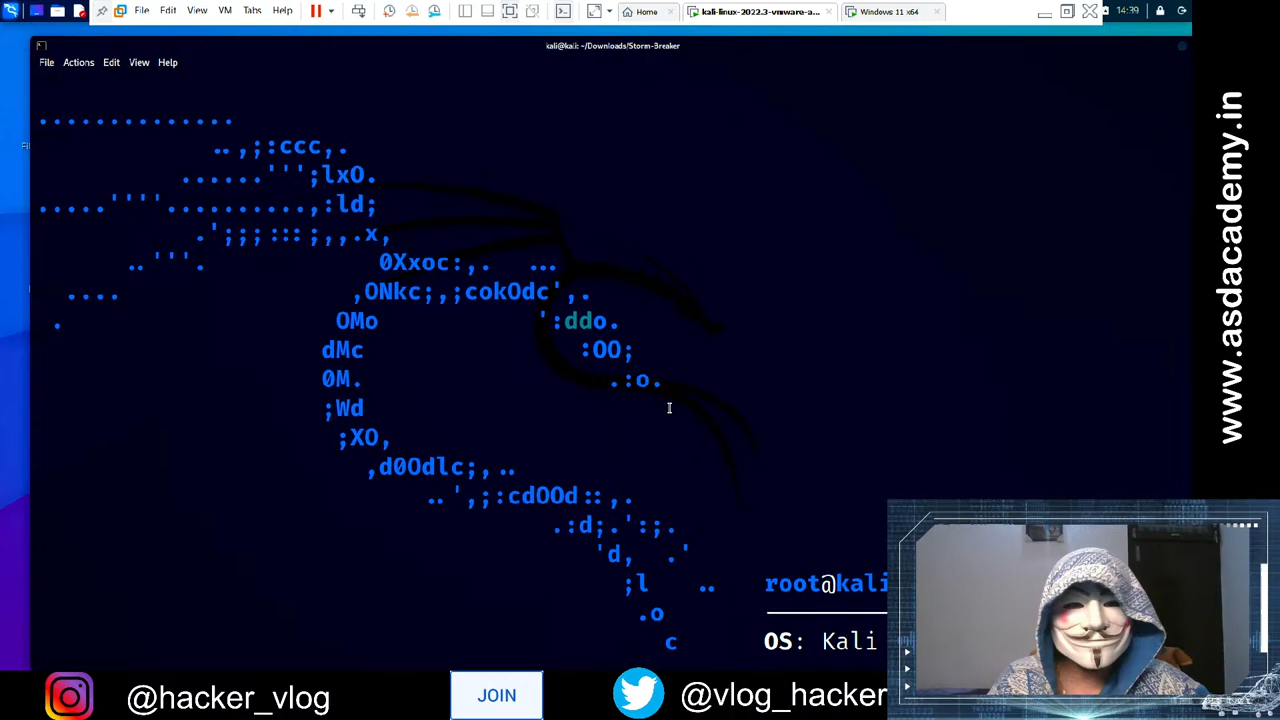 File Edit View VM Tabs Help
Home
kali-linux-2022.3-vmware-a...
Windows 11 x64
14:39
kali@kali: ~/Downloads/Storm-Breaker
File Actions Edit View Help
..............
..,;:ccc,.
......''';lxO.
.....''''..........,:ld;
.';;;:::;,,.x,
..'''.
0Xxoc:,. ...
....
,ONkc;,;cokOdc',.
.
OMo ':ddo.
dMc :OO;
0M. .:o.
;Wd
;XO,
,d0Odlc;,..
..',;:cdOOd::,.
.:d;.':;.
'd, .'
;l ..
root@kali
.o
c
OS: Kali
www.asdacademy.in
@hacker_vlog
JOIN
@vlog_hacker